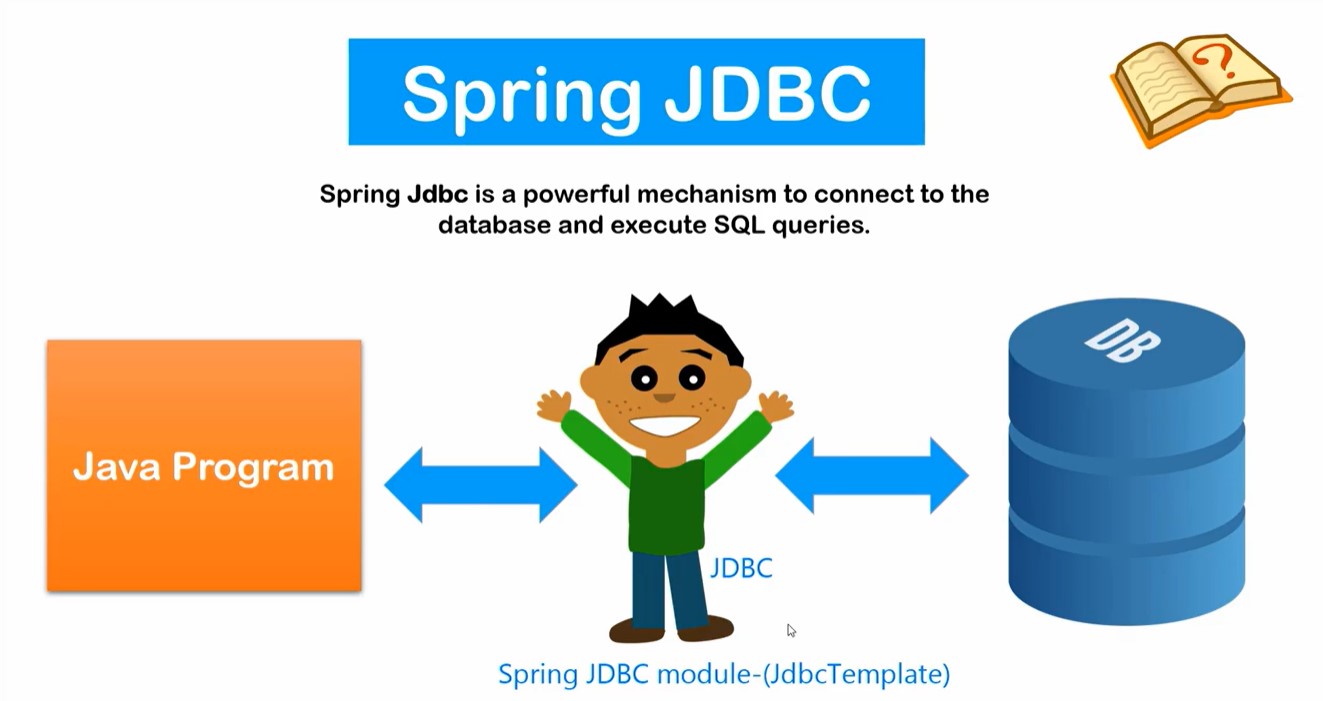 Spring JDBC
?
Spring Jdbc is a powerful mechanism to connect to the
database and execute SQL queries.
DB
Java Program
JDBC
Spring JDBC module-(JdbcTemplate)